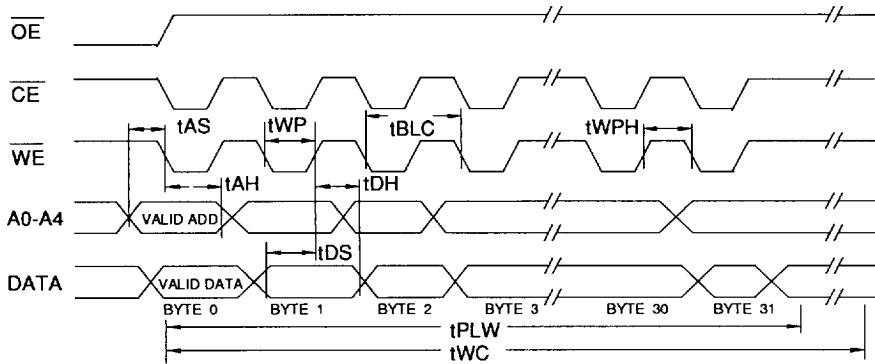 OE
CE
tAS tWP tBLC tWPH
WE
tAH tDH
A0-A4 VALID ADD
tDS
DATA VALID DATA
BYTE 0 BYTE 1 BYTE 2 BYTE 3 BYTE 30 BYTE 31
tPLW
tWC